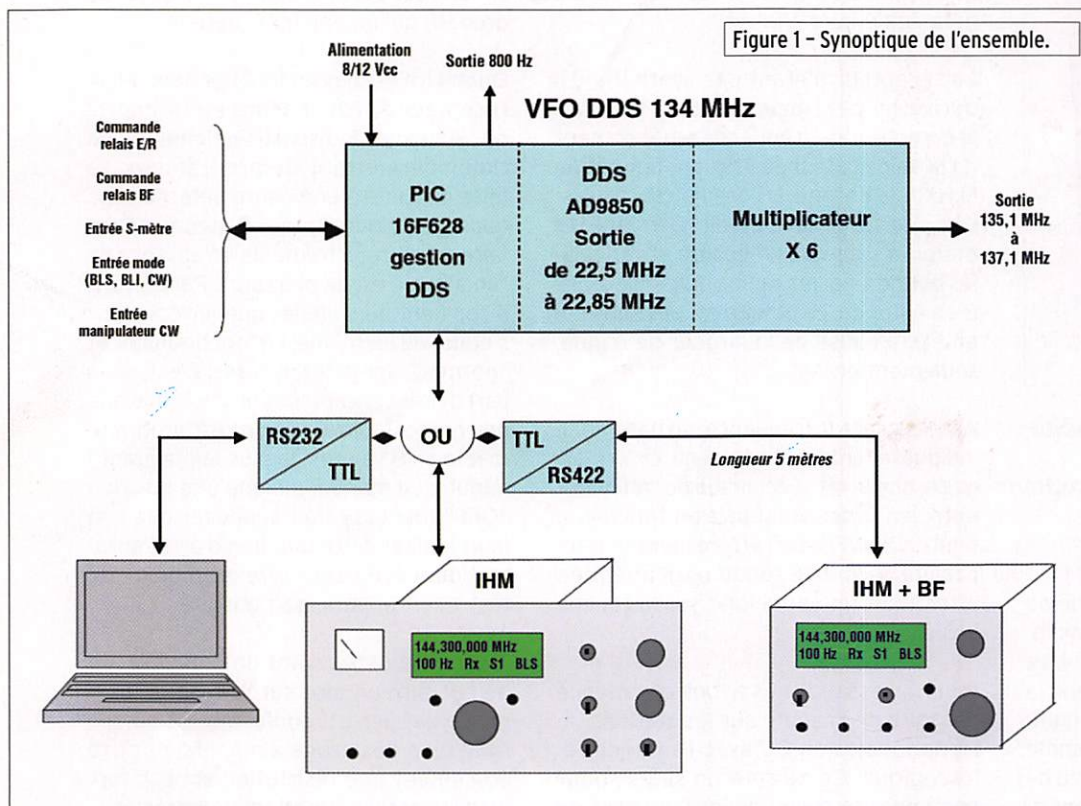 Figure 1 – Synoptique de l'ensemble.
Alimentation
8/12 Vcc
Sortie 800 Hz
VFO DDS 134 MHz
Commande
relais E/R
Commande
relais BF
Entrée S-mètre
Entrée mode
(BLS, BLI, CW)
Entrée
manipulateur CW
PIC
16F628
gestion
DDS
DDS
AD9850
Sortie
de 22,5 MHz
à 22,85 MHz
Multiplicateur
X 6
Sortie
135,1 MHz
à
137,1 MHz
RS232
TTL
OU
TTL
RS422
Longueur 5 mètres
IHM
144,300,000 MHz
100 Hz Rx S1 BLS
IHM + BF
144,300,000 MHz
100 Hz Rx S1 BLS